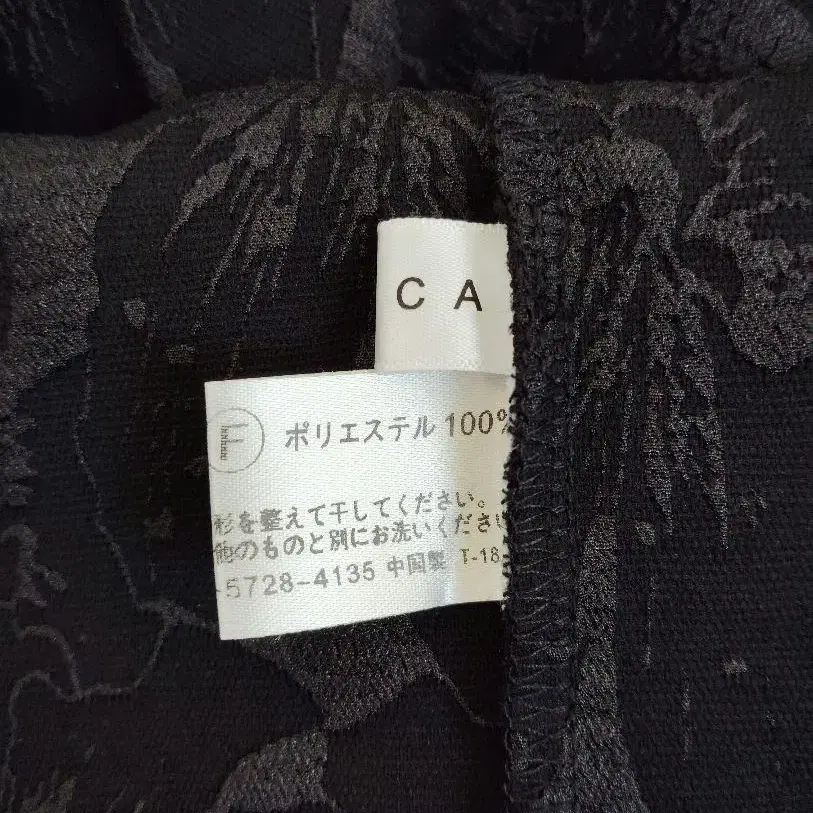 C A
ポリエステル 100%
形を整えて干してください。
他のものと別にお洗いください
-5728-4135 中国製 T-18